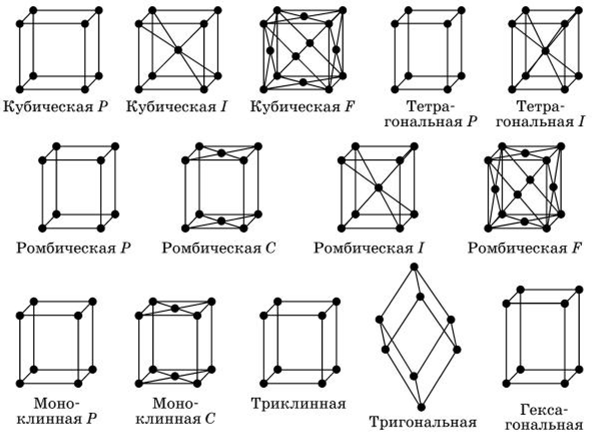 Кубическая P
Кубическая I
Кубическая F
Тетра-
гональная P
Тетра-
гональная I
Ромбическая P
Ромбическая C
Ромбическая I
Ромбическая F
Моно-
клинная P
Моно-
клинная C
Триклинная
Тригональная
Гекса-
гональная